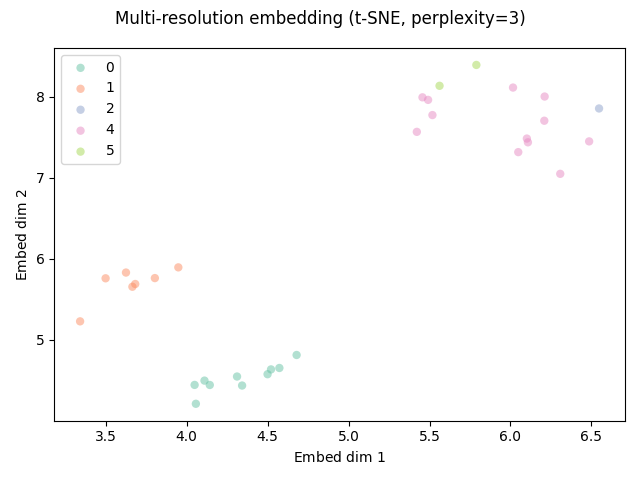 Multi-resolution embedding (t-SNE, perplexity=3)
0
1
2
4
5
8
7
6
5
Embed dim 2
3.5 4.0 4.5 5.0 5.5 6.0 6.5
Embed dim 1